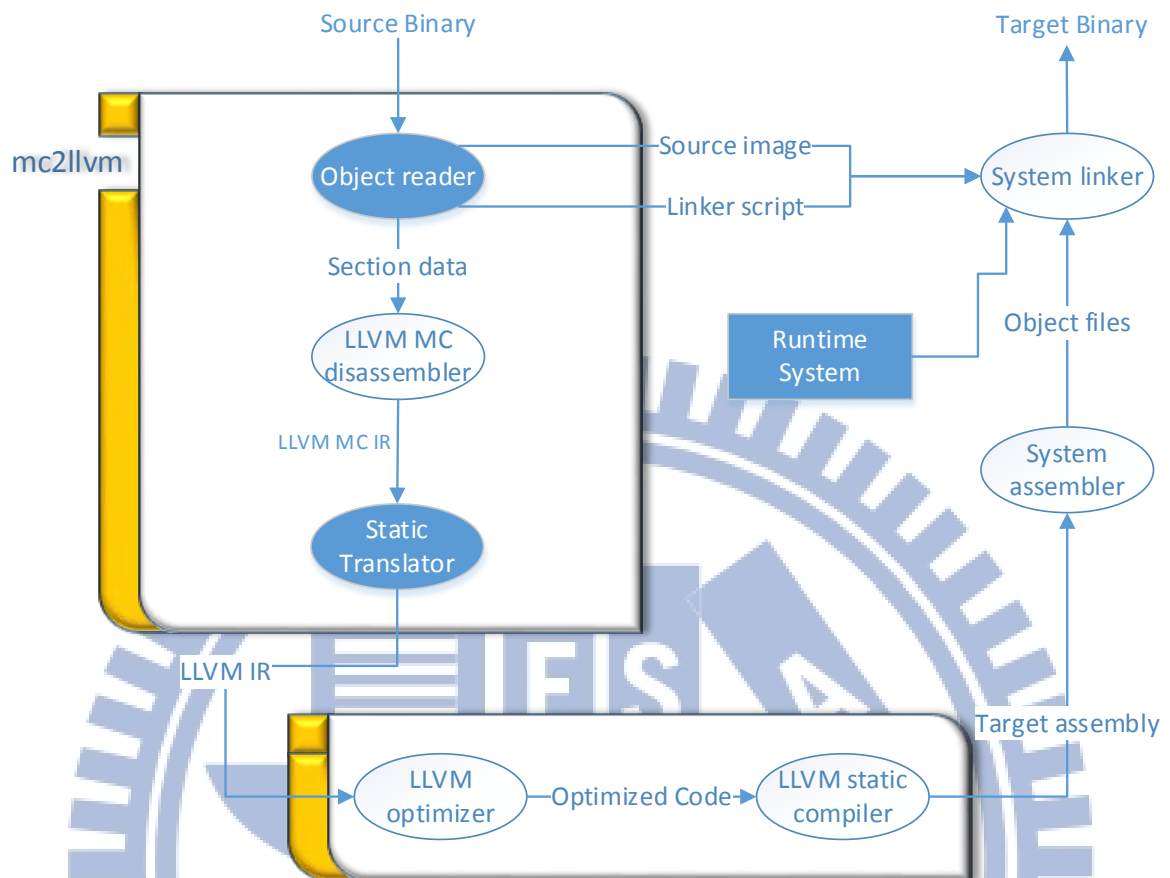 Source Binary
Target Binary
mc2llvm
Object reader
Source image
Linker script
System linker
Section data
LLVM MC
disassembler
Runtime
System
Object files
LLVM MC IR
System
assembler
Static
Translator
LLVM IR
E S
A
Target assembly
LLVM
optimizer
Optimized Code
LLVM static
compiler